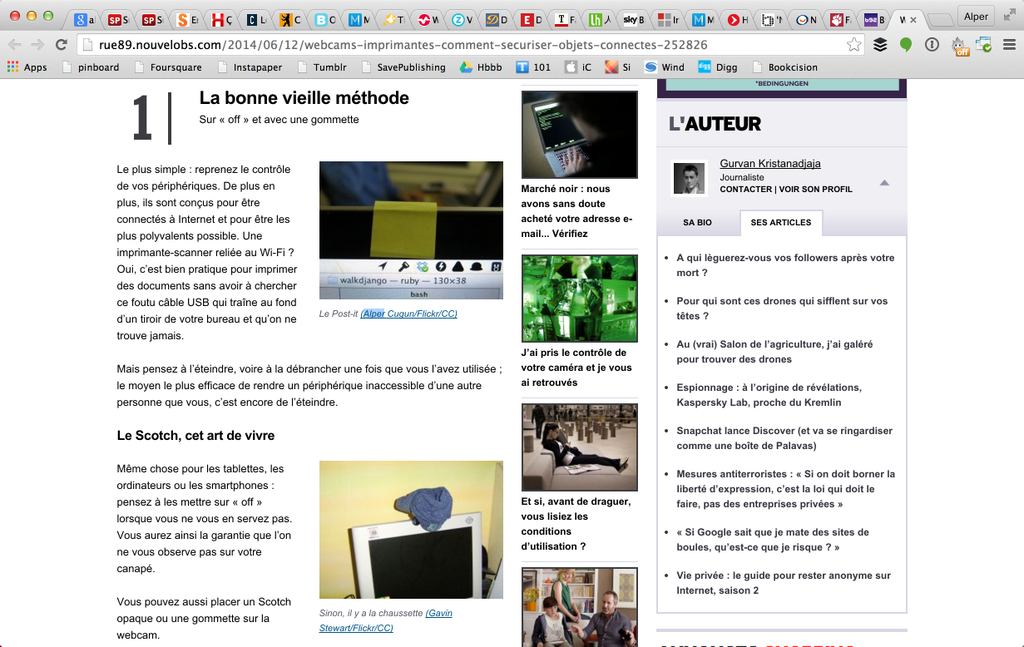 Alper
rue89.nouvelobs.com/2014/06/12/webcams-imprimantes-comment-securiser-objets-connectes-252826
off
Apps
pinboard
Foursquare
Instapaper
Tumblr
SavePublishing
Hbbb
101
iC
Si
Wind
Digg
Bookcision
1
La bonne vieille méthode
Sur « off » et avec une gommette
Le plus simple : reprenez le contrôle
de vos périphériques. De plus en
plus, ils sont conçus pour être
connectés à Internet et pour être les
plus polyvalents possible. Une
imprimante-scanner reliée au Wi-Fi ?
Oui, c'est bien pratique pour imprimer
des documents sans avoir à chercher
ce foutu câble USB qui traîne au fond
d'un tiroir de votre bureau et qu'on ne
trouve jamais.
walkdjango — ruby — 130×38
bash
Le Post-it (Alper Cugun/Flickr/CC)
Mais pensez à l'éteindre, voire à la débrancher une fois que vous l'avez utilisée ;
le moyen le plus efficace de rendre un périphérique inaccessible d'une autre
personne que vous, c'est encore de l'éteindre.
Le Scotch, cet art de vivre
Même chose pour les tablettes, les
ordinateurs ou les smartphones :
pensez à les mettre sur « off »
lorsque vous ne vous en servez pas.
Vous aurez ainsi la garantie que l'on
ne vous observe pas sur votre
canapé.
Vous pouvez aussi placer un Scotch
opaque ou une gommette sur la
webcam.
Sinon, il y a la chaussette (Gavin
Stewart/Flickr/CC)
Marché noir : nous
avons sans doute
acheté votre adresse e-
mail... Vérifiez
J'ai pris le contrôle de
votre caméra et je vous
ai retrouvés
Et si, avant de draguer,
vous lisiez les
conditions
d'utilisation ?
*BEDINGUNGEN
L'AUTEUR
Gurvan Kristanadjaja
Journaliste
CONTACTER | VOIR SON PROFIL
SA BIO
SES ARTICLES
A qui lèguerez-vous vos followers après votre
mort ?
Pour qui sont ces drones qui sifflent sur vos
têtes ?
Au (vrai) Salon de l'agriculture, j'ai galéré
pour trouver des drones
Espionnage : à l'origine de révélations,
Kaspersky Lab, proche du Kremlin
Snapchat lance Discover (et va se ringardiser
comme une boîte de Palavas)
Mesures antiterroristes : « Si on doit borner la
liberté d'expression, c'est la loi qui doit le
faire, pas des entreprises privées »
« Si Google sait que je mate des sites de
boules, qu'est-ce que je risque ? »
Vie privée : le guide pour rester anonyme sur
Internet, saison 2